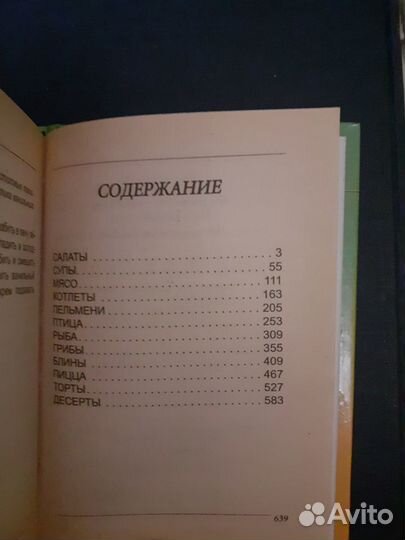 СОДЕРЖАНИЕ
САЛАТЫ 3
СУПЫ 55
МЯСО 111
КОТЛЕТЫ 163
ПЕЛЬМЕНИ 205
ПТИЦА 253
РЫБА 309
ГРИБЫ 355
БЛИНЫ 409
ПИЦЦА 467
ТОРТЫ 527
ДЕСЕРТЫ 583
639
Avito